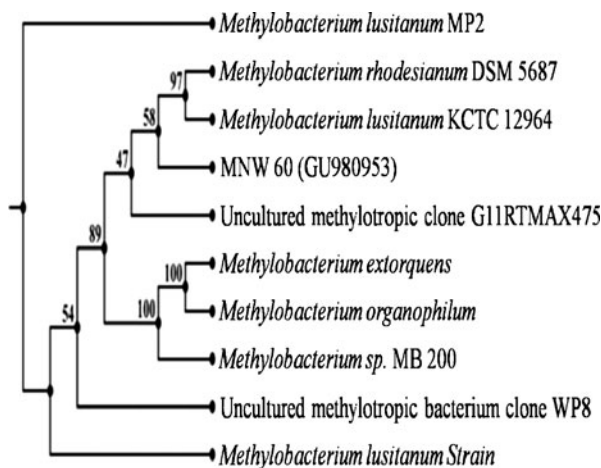 Methylobacterium lusitanum MP2
Methylobacterium rhodesianum DSM 5687
97
Methylobacterium lusitanum KCTC 12964
58
MNW 60 (GU980953)
47
Uncultured methylotropic clone G11RTMAX475
89
Methylobacterium extorquens
100
Methylobacterium organophilum
100
Methylobacterium sp. MB 200
54
Uncultured methylotropic bacterium clone WP8
Methylobacterium lusitanum Strain